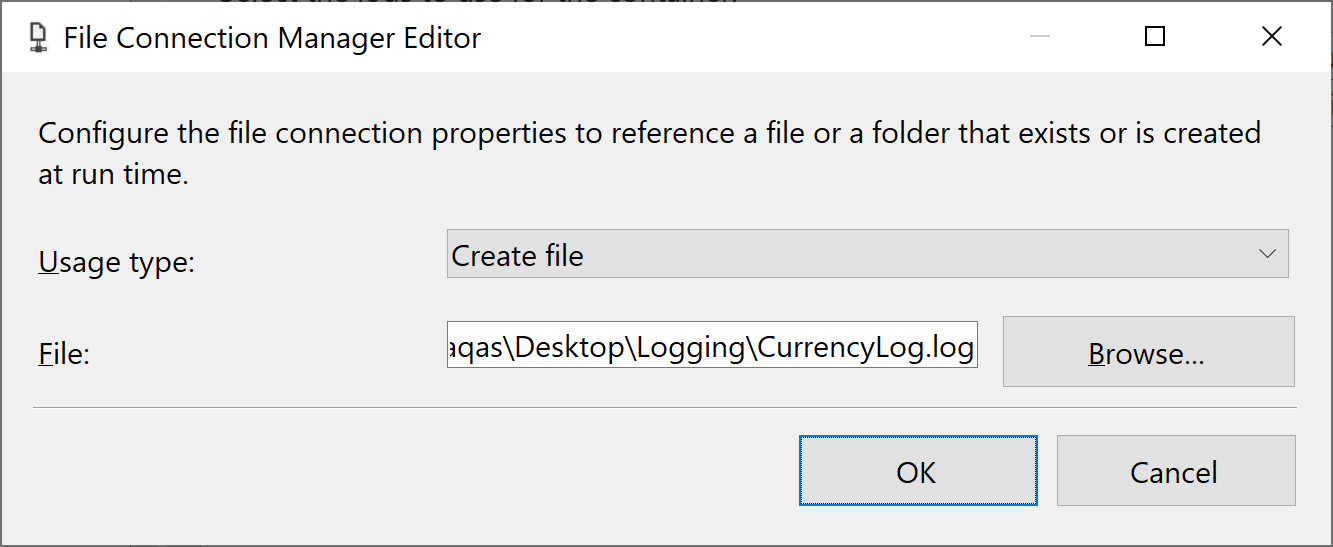 File Connection Manager Editor
Configure the file connection properties to reference a file or a folder that exists or is created
at run time.
Usage type:
Create file
File:
aqas\Desktop\Logging\CurrencyLog.log
Browse...
OK
Cancel